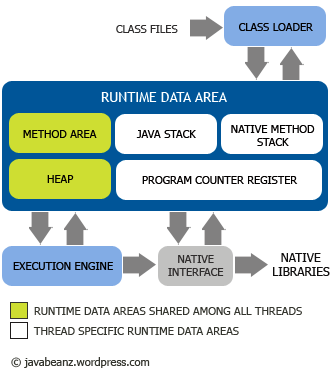 CLASS FILES
CLASS LOADER
RUNTIME DATA AREA
METHOD AREA
JAVA STACK
NATIVE METHOD
STACK
HEAP
PROGRAM COUNTER REGISTER
EXECUTION ENGINE
NATIVE
INTERFACE
NATIVE
LIBRARIES
RUNTIME DATA AREAS SHARED AMONG ALL THREADS
THREAD SPECIFIC RUNTIME DATA AREAS
© javabeanz.wordpress.com